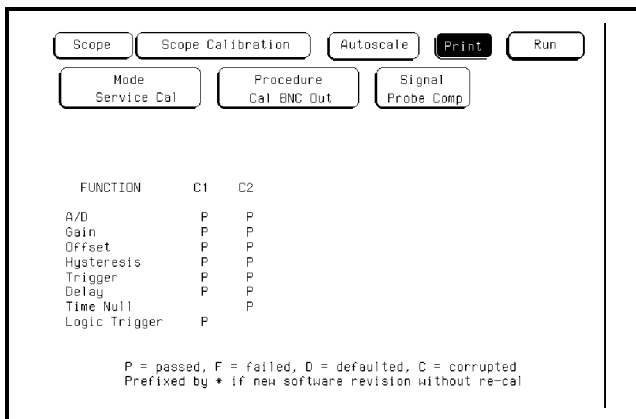 Scope Scope Calibration Autoscale Print Run
Mode Procedure Signal
Service Cal Cal BNC Out Probe Comp
FUNCTION C1 C2
A/D P P
Gain P P
Offset P P
Hysteresis P P
Trigger P P
Delay P P
Time Null P
Logic Trigger P
P = passed, F = failed, D = defaulted, C = corrupted
Prefixed by * if new software revision without re-cal